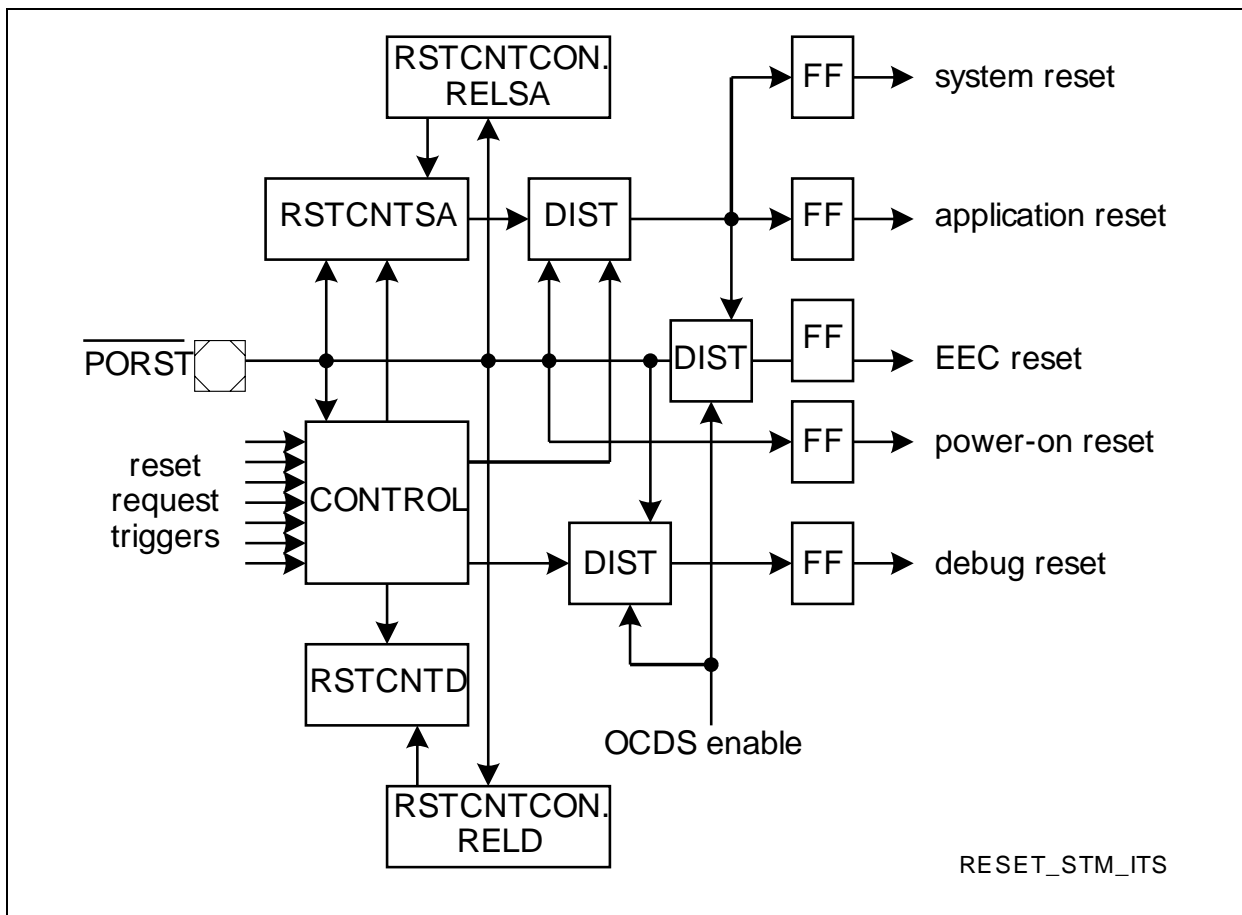 RSTCNTCON.
RELSA
FF
system reset
RSTCNTSA
DIST
FF
application reset
PORST
DIST
FF
EEC reset
FF
power-on reset
reset
request
triggers
CONTROL
DIST
FF
debug reset
RSTCNTD
OCDS enable
RSTCNTCON.
RELD
RESET_STM_ITS